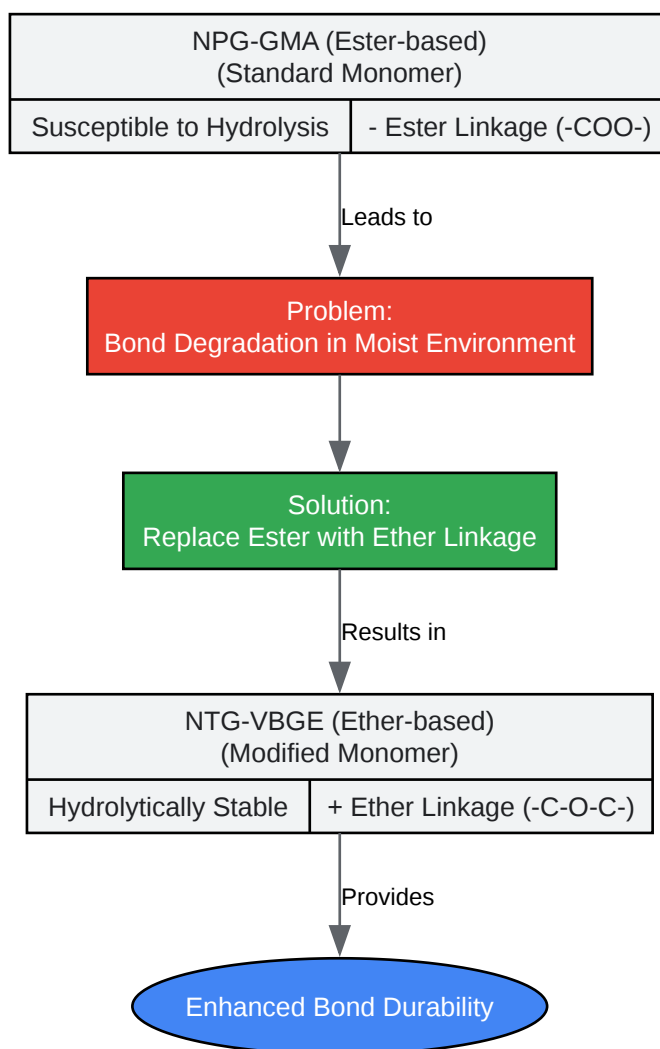 NPG-GMA (Ester-based)
(Standard Monomer)
Susceptible to Hydrolysis
- Ester Linkage (-COO-)
Leads to
Problem:
Bond Degradation in Moist Environment
Solution:
Replace Ester with Ether Linkage
Results in
NTG-VBGE (Ether-based)
(Modified Monomer)
Hydrolytically Stable
+ Ether Linkage (-C-O-C-)
Provides
Enhanced Bond Durability